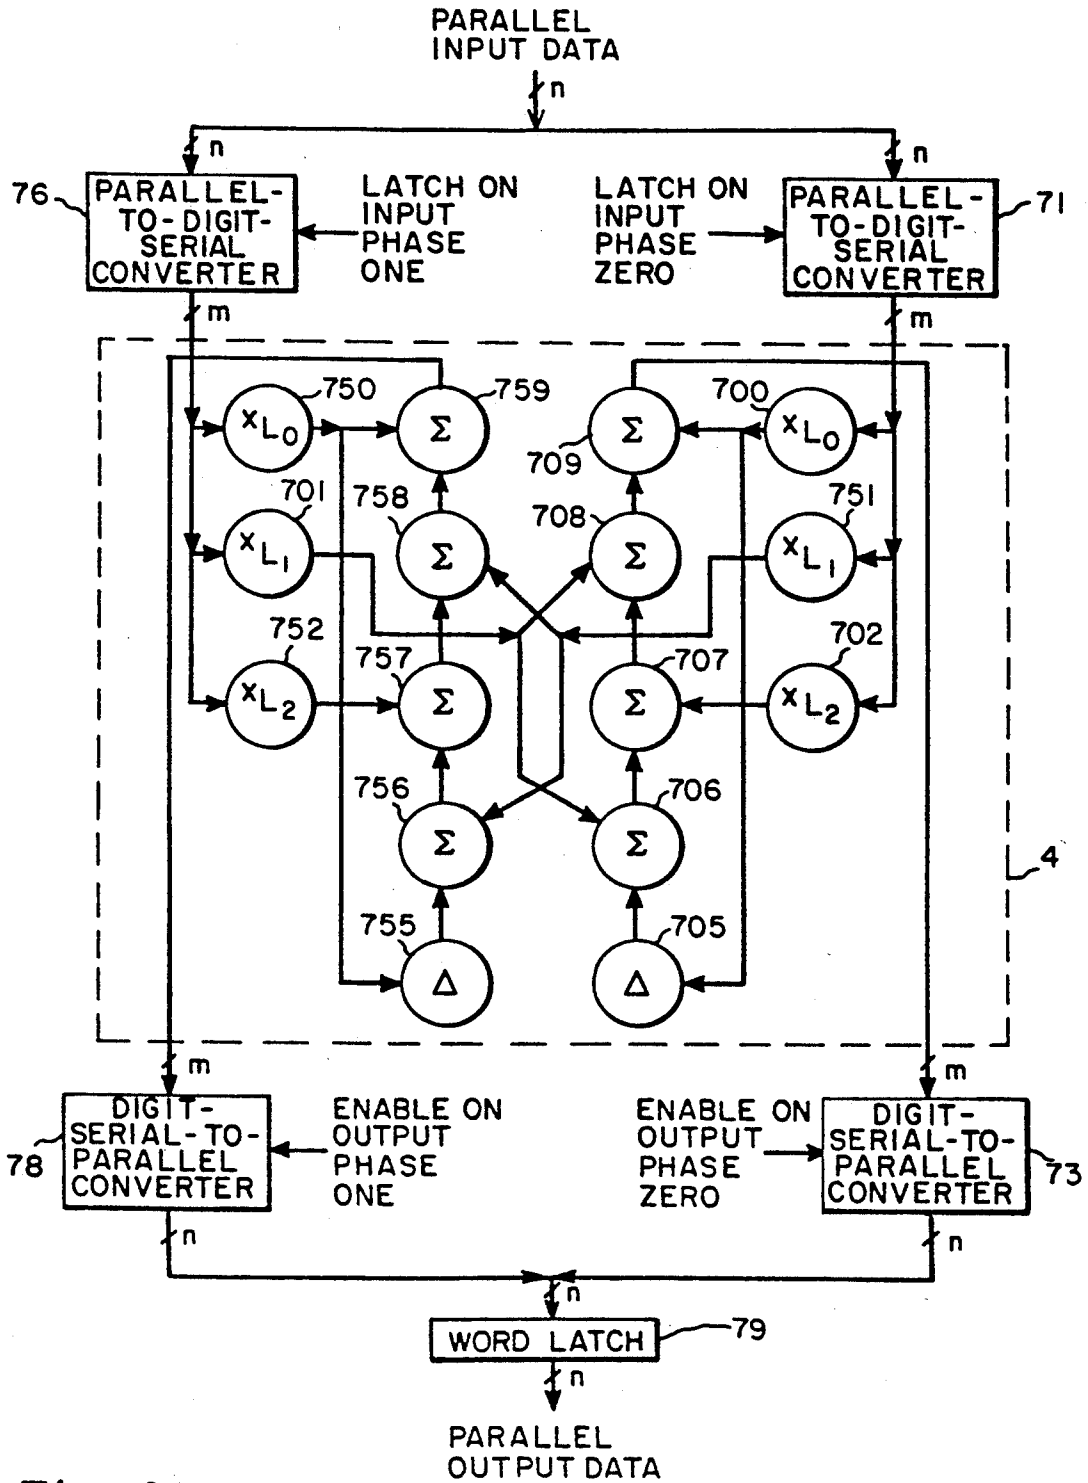 PARALLEL
INPUT DATA
n
n
n
76
PARALLEL-
TO-DIGIT-
SERIAL
CONVERTER
LATCH ON
INPUT
PHASE
ONE
LATCH ON
INPUT
PHASE
ZERO
PARALLEL-
TO-DIGIT-
SERIAL
CONVERTER
71
m
m
750
759
700
XL0
Σ
Σ
XL0
709
701
758
708
751
XL1
Σ
Σ
XL1
752
757
707
702
XL2
Σ
Σ
XL2
756
706
Σ
Σ
4
755
705
Δ
Δ
m
m
78
DIGIT-
SERIAL-TO-
PARALLEL
CONVERTER
ENABLE ON
OUTPUT
PHASE
ONE
ENABLE ON
OUTPUT
PHASE
ZERO
DIGIT-
SERIAL-TO-
PARALLEL
CONVERTER
73
n
n
n
WORD LATCH
79
n
PARALLEL
OUTPUT DATA